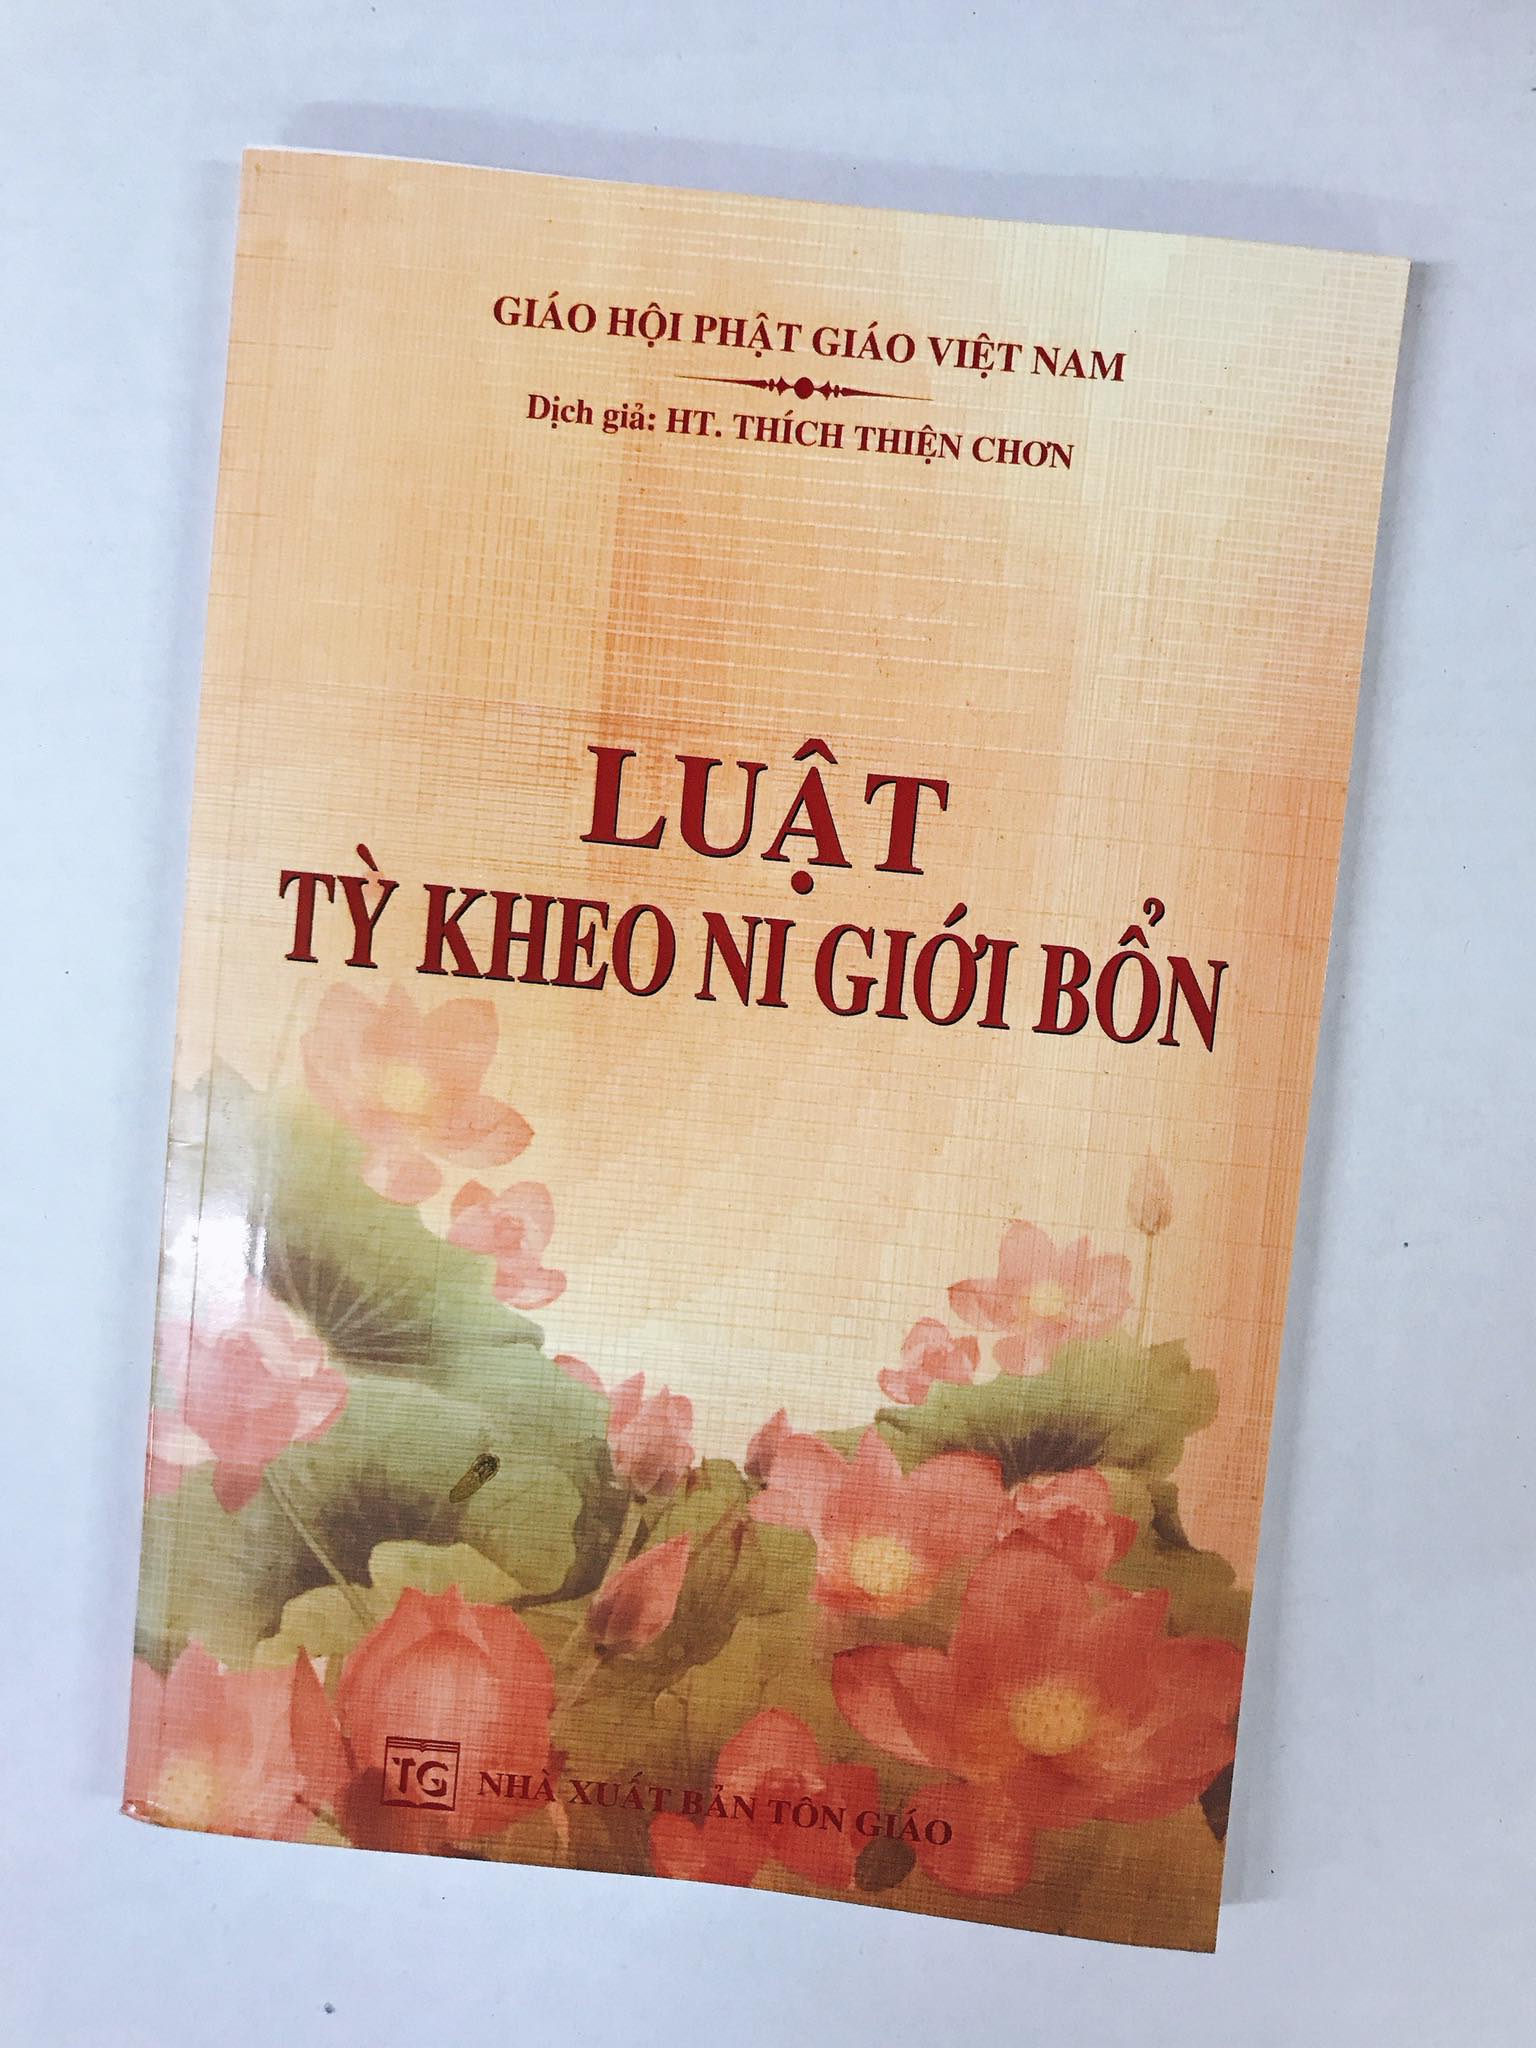 GIÁO HỘI PHẬT GIÁO VIỆT NAM
Dịch giả: HT. THÍCH THIỆN CHƠN
LUẬT
TỲ KHEO NI GIỚI BỔN
TG NHÀ XUẤT BẢN TÔN GIÁO